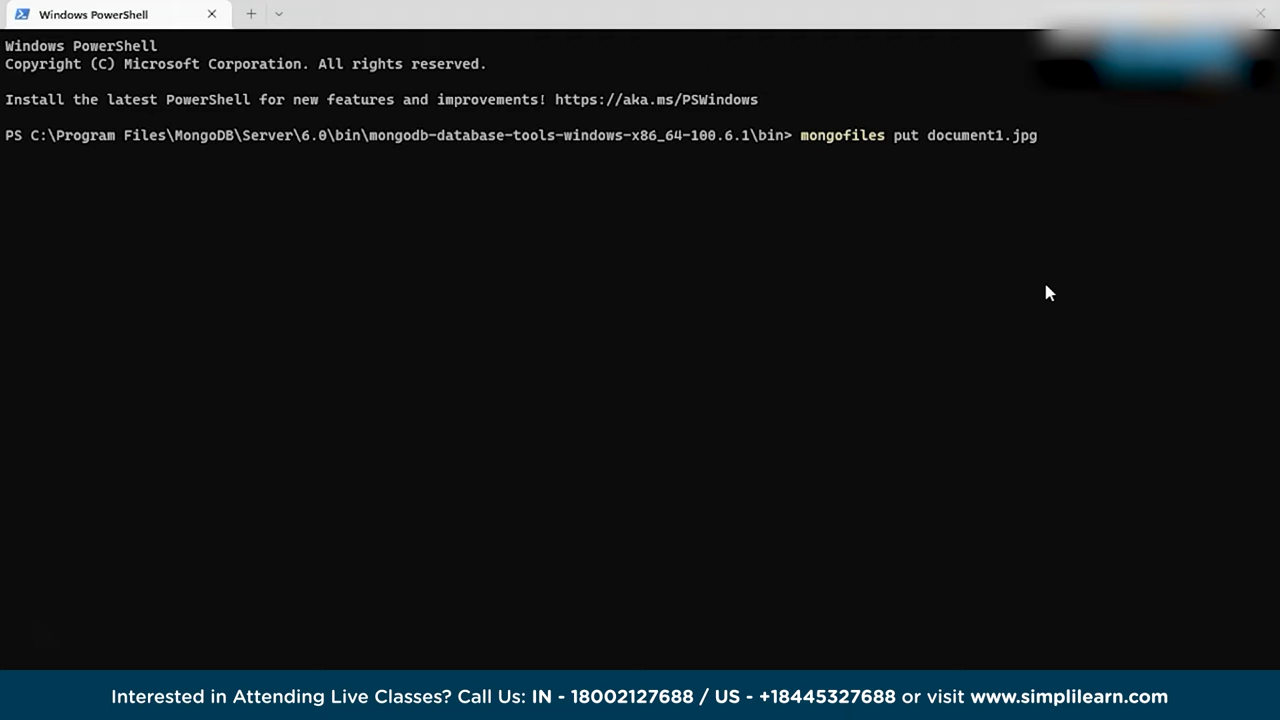 Windows PowerShell
Windows PowerShell
Copyright (C) Microsoft Corporation. All rights reserved.
Install the latest PowerShell for new features and improvements! https://aka.ms/PSWindows
PS C:\Program Files\MongoDB\Server\6.0\bin\mongodb-database-tools-windows-x86_64-100.6.1\bin> mongofiles put document1.jpg
Interested in Attending Live Classes? Call Us: IN - 18002127688 / US - +18445327688 or visit www.simplilearn.com